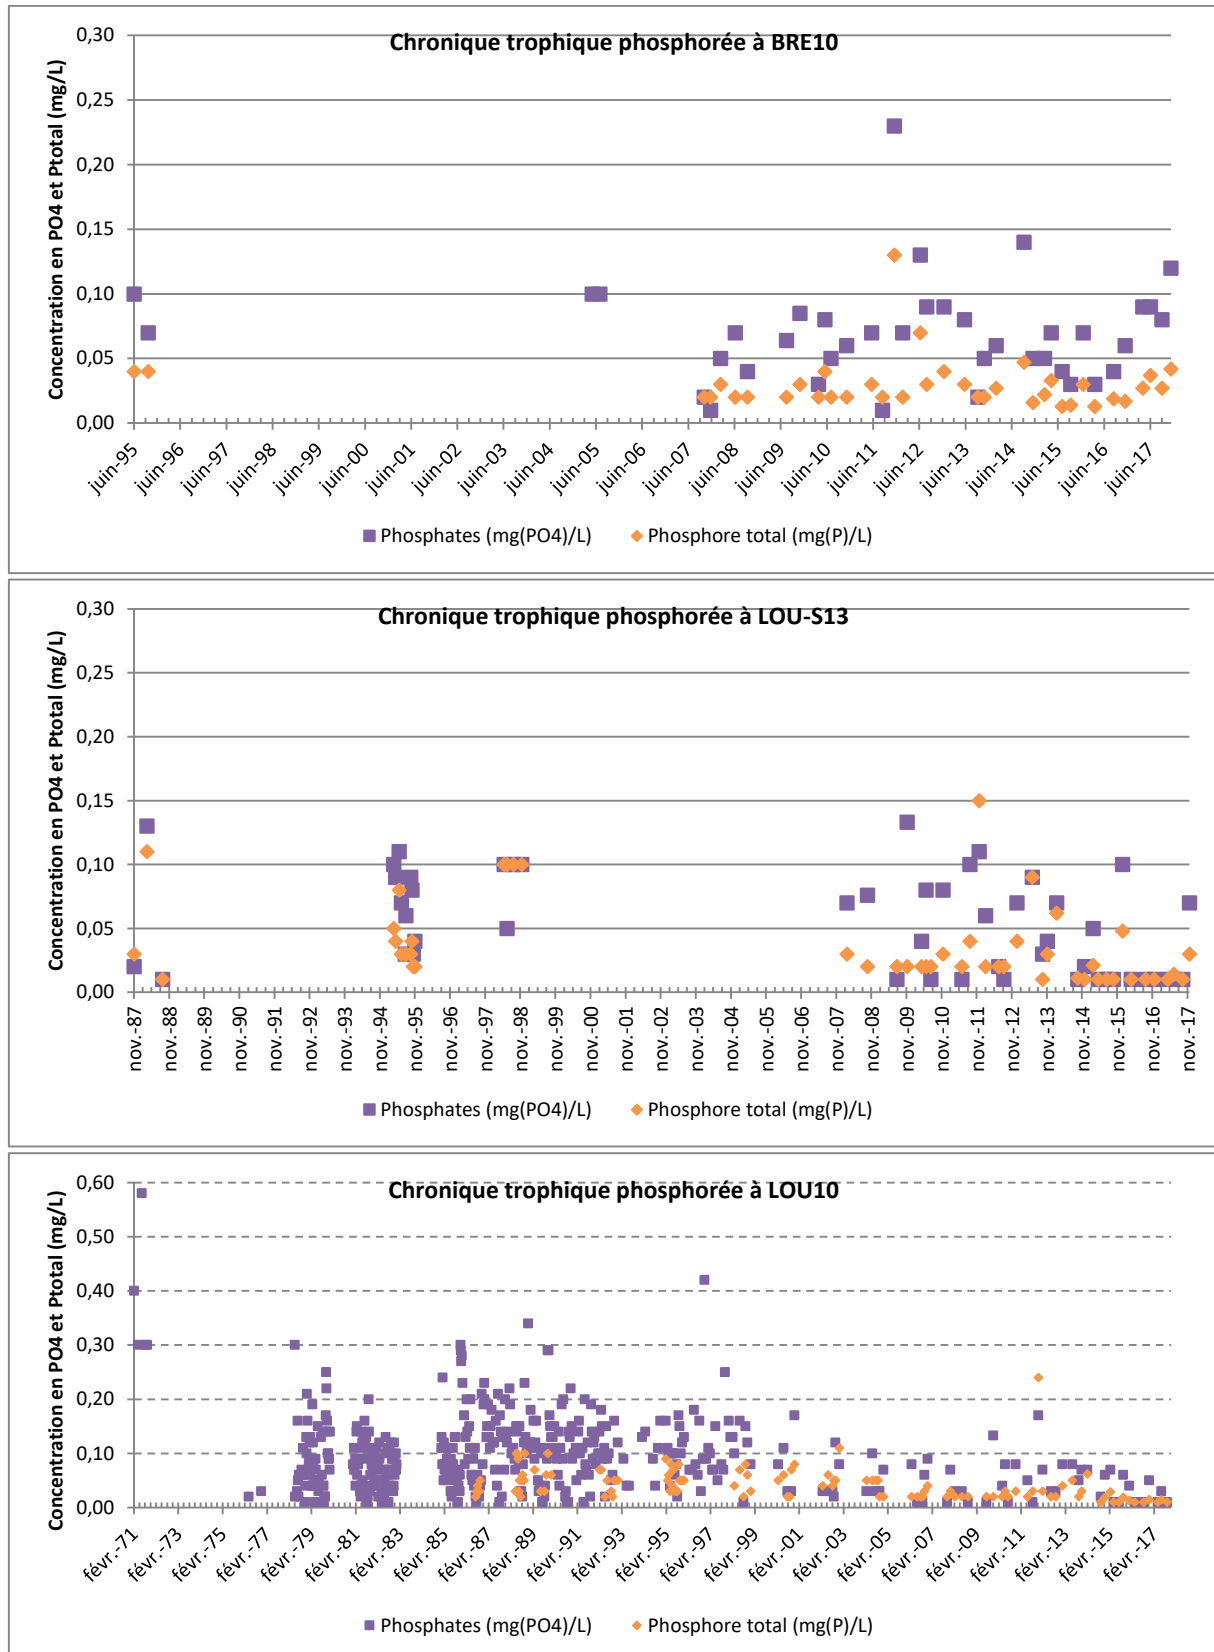 Chronique trophique phosphorée à BRE10
Concentration en PO4 et Ptotal (mg/L)
0,30
0,25
0,20
0,15
0,10
0,05
0,00
juin-95
juin-96
juin-97
juin-98
juin-99
juin-00
juin-01
juin-02
juin-03
juin-04
juin-05
juin-06
juin-07
juin-08
juin-09
juin-10
juin-11
juin-12
juin-13
juin-14
juin-15
juin-16
juin-17
Phosphates (mg(PO4)/L) Phosphore total (mg(P)/L)
Chronique trophique phosphorée à LOU-S13
Concentration en PO4 et Ptotal (mg/L)
0,30
0,25
0,20
0,15
0,10
0,05
0,00
nov.-87
nov.-88
nov.-89
nov.-90
nov.-91
nov.-92
nov.-93
nov.-94
nov.-95
nov.-96
nov.-97
nov.-98
nov.-99
nov.-00
nov.-01
nov.-02
nov.-03
nov.-04
nov.-05
nov.-06
nov.-07
nov.-08
nov.-09
nov.-10
nov.-11
nov.-12
nov.-13
nov.-14
nov.-15
nov.-16
nov.-17
Phosphates (mg(PO4)/L) Phosphore total (mg(P)/L)
Chronique trophique phosphorée à LOU10
Concentration en PO4 et Ptotal (mg/L)
0,60
0,50
0,40
0,30
0,20
0,10
0,00
févr.-71
févr.-73
févr.-75
févr.-77
févr.-79
févr.-81
févr.-83
févr.-85
févr.-87
févr.-89
févr.-91
févr.-93
févr.-95
févr.-97
févr.-99
févr.-01
févr.-03
févr.-05
févr.-07
févr.-09
févr.-11
févr.-13
févr.-15
févr.-17
Phosphates (mg(PO4)/L) Phosphore total (mg(P)/L)